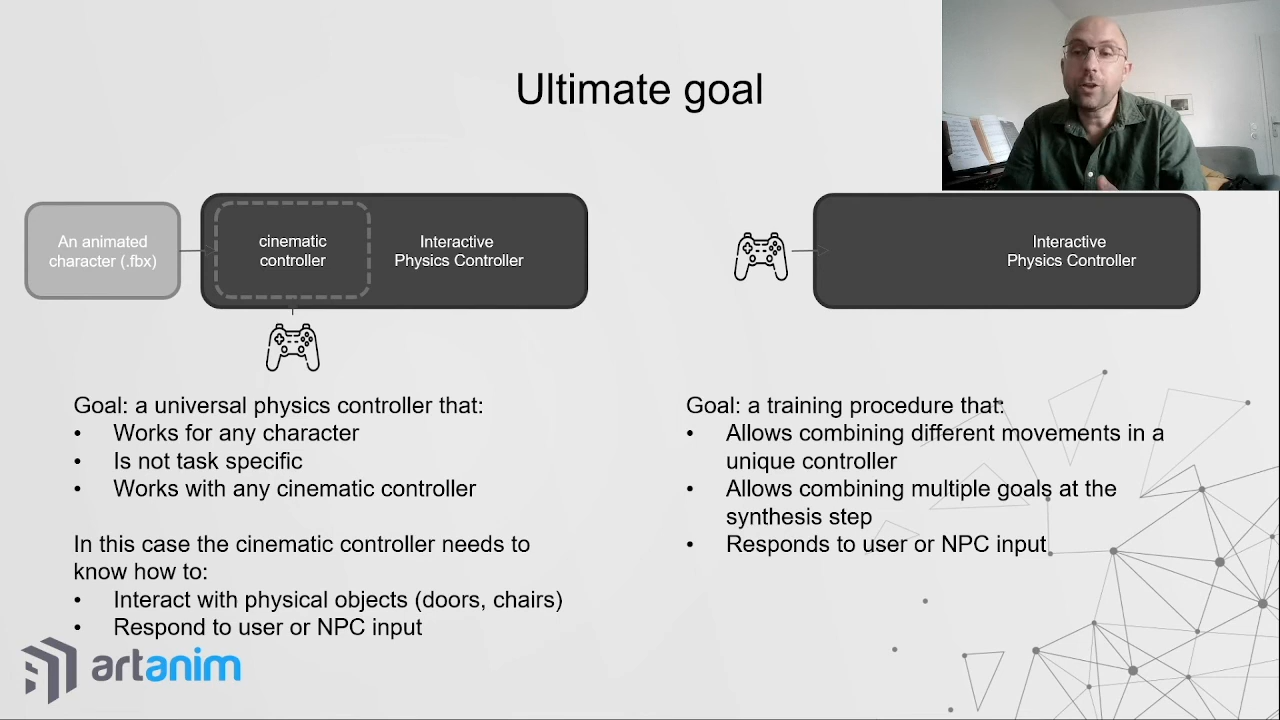 Ultimate goal
An animated
character (.fbx)
cinematic
controller
Interactive
Physics Controller
Interactive
Physics Controller
Goal: a universal physics controller that:
• Works for any character
• Is not task specific
• Works with any cinematic controller
In this case the cinematic controller needs to
know how to:
• Interact with physical objects (doors, chairs)
• Respond to user or NPC input
Goal: a training procedure that:
• Allows combining different movements in a
unique controller
• Allows combining multiple goals at the
synthesis step
• Responds to user or NPC input
artanim